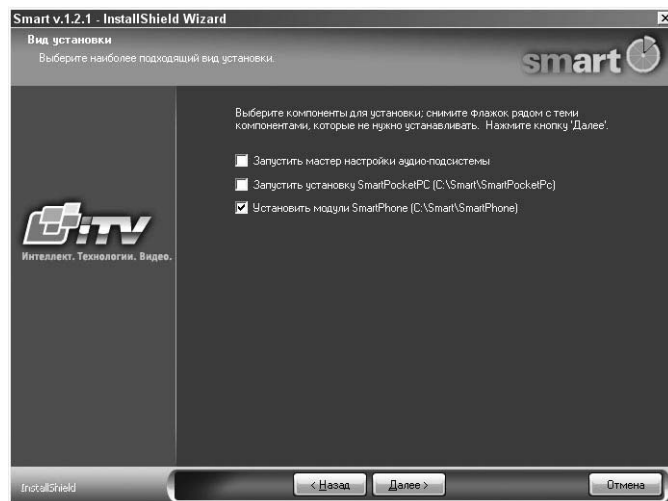 Smart v.1.2.1 - InstallShield Wizard
Вид установки
Выберите наиболее подходящий вид установки.
smart
Выберите компоненты для установки; снимите флажок рядом с теми
компонентами, которые не нужно устанавливать. Нажмите кнопку 'Далее'.
Запустить мастер настройки аудио-подсистемы
Запустить установку SmartPocketPC (C:\Smart\SmartPocketPc)
Установить модули SmartPhone (C:\Smart\SmartPhone)
iTV
Интеллект. Технологии. Видео.
InstallShield
< Назад
Далее >
Отмена